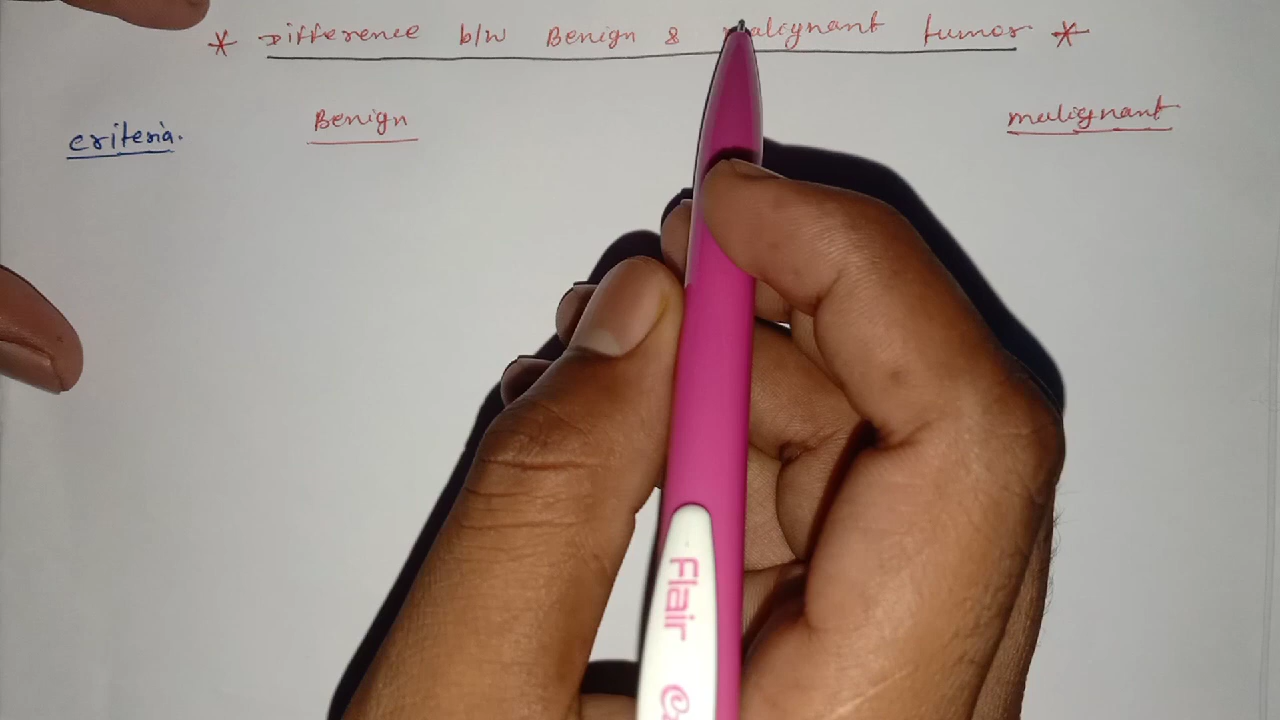 * Difference b/w Benign & malignant tumor *
criteria. Benign malignant
Flair